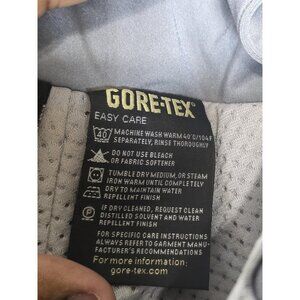 GORE-TEX®
EASY CARE
40 MACHINE WASH WARM 40°C/104F
SEPARATELY, RINSE THOROUGHLY
DO NOT USE BLEACH
OR FABRIC SOFTENER
TUMBLE DRY MEDIUM, OR STEAM
IRON WARM UNTIL COMPLETELY
DRY TO MAINTAIN WATER
REPELLENT FINISH
P IF DRY CLEANED, REQUEST CLEAN
DISTILLED SOLVENT AND WATER
REPELLENT FINISH
FOR SPECIFIC CARE INSTRUCTIONS
ALWAYS REFER TO GARMENT MANU-
FACTURER'S RECOMMENDATIONS
For more information:
gore-tex.com